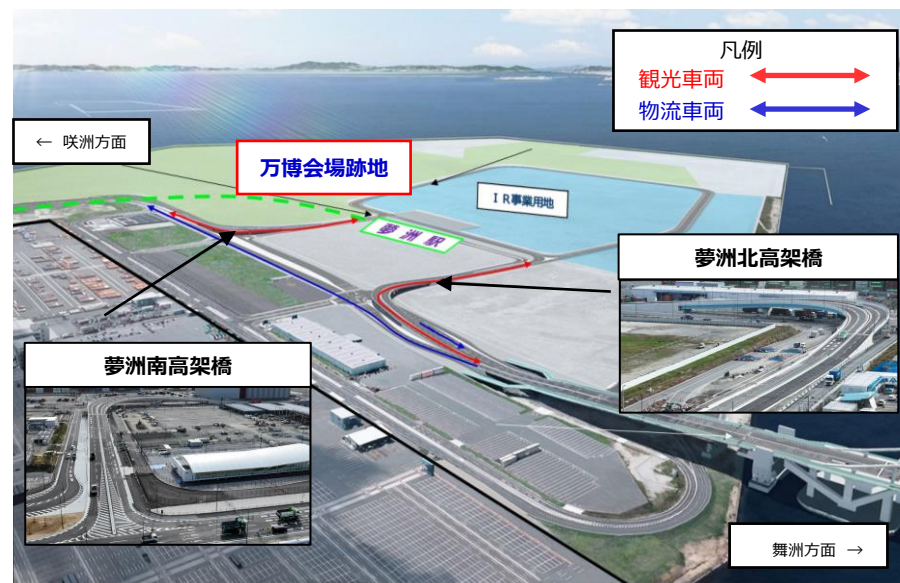 凡例
観光車両
物流車両
← 咲洲方面
万博会場跡地
IR事業用地
夢洲駅
夢洲北高架橋
夢洲南高架橋
舞洲方面 →